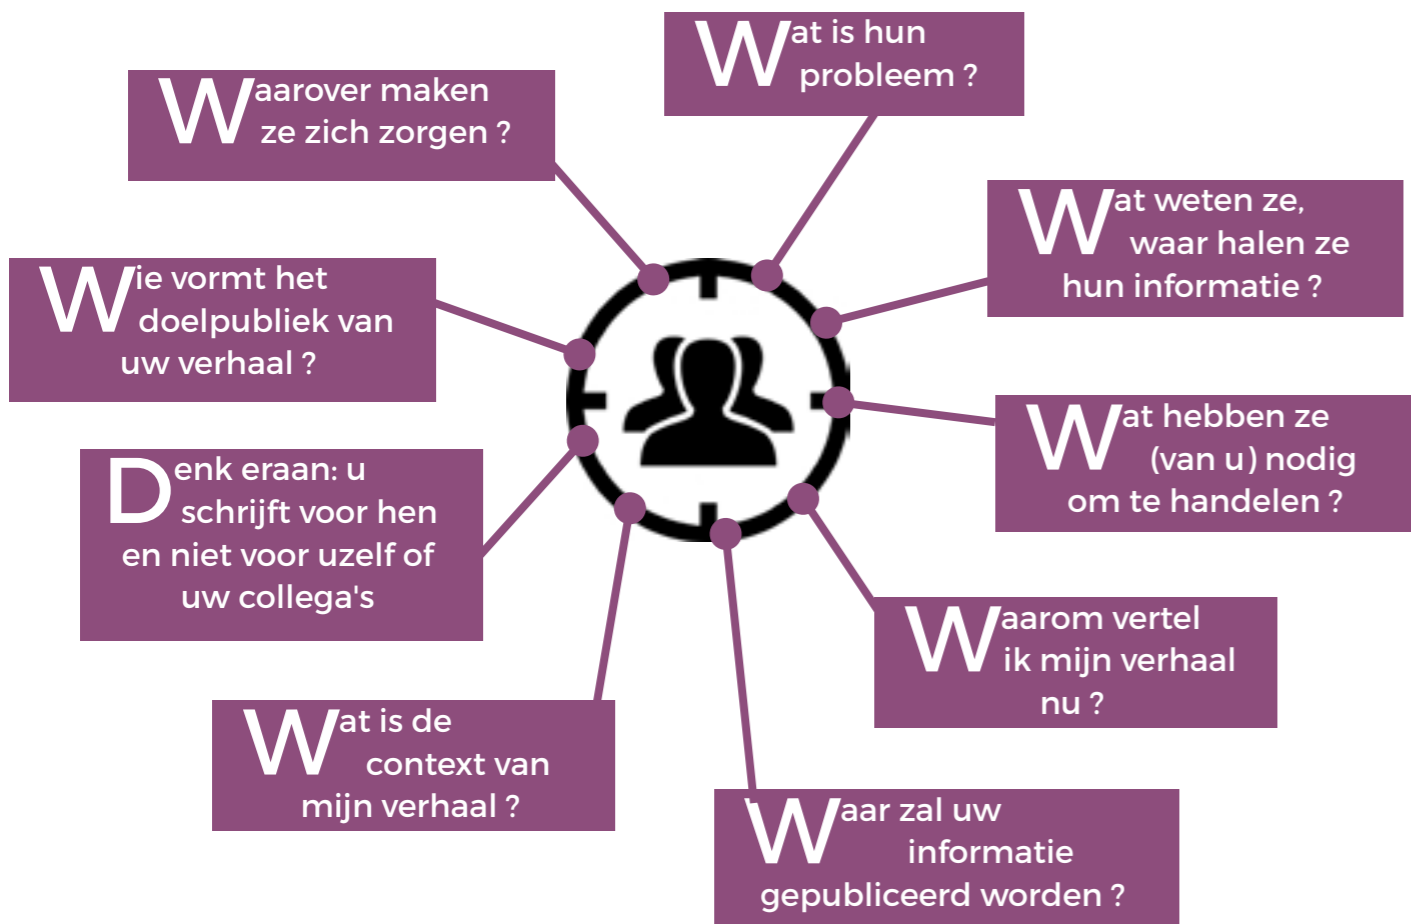 Wat is hun
probleem ?
Waarover maken
ze zich zorgen ?
Wat weten ze,
waar halen ze
hun informatie ?
Wie vormt het
doelpubliek van
uw verhaal ?
Wat hebben ze
(van u) nodig
om te handelen ?
Denk eraan: u
schrijft voor hen
en niet voor uzelf of
uw collega's
Waarom vertel
ik mijn verhaal
nu ?
Wat is de
context van
mijn verhaal ?
Waar zal uw
informatie
gepubliceerd worden ?